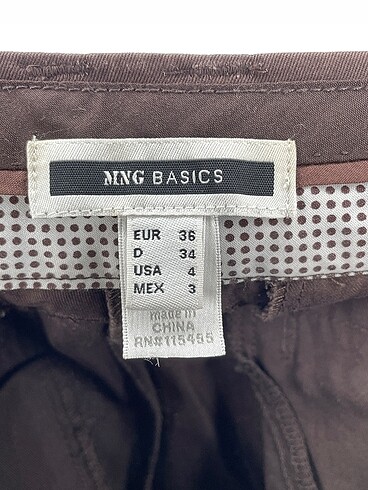 MNG BASICS
EUR 36
D 34
USA 4
MEX 3
made in
CHINA
RN#115455